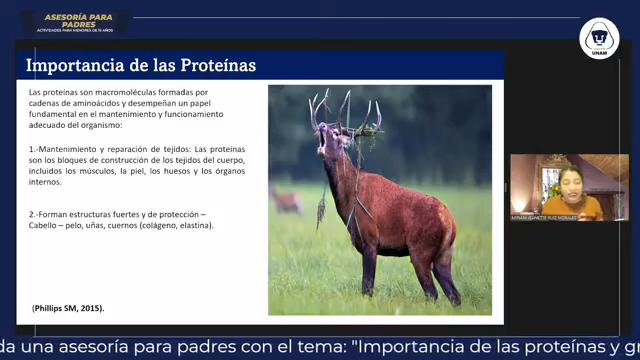 ASESORÍA PARA
PADRES
ACTIVIDADES PARA MENORES DE 15 AÑOS
UNAM
Importancia de las Proteínas
Las proteínas son macromoléculas formadas por
cadenas de aminoácidos y desempeñan un papel
fundamental en el mantenimiento y funcionamiento
adecuado del organismo:
1.-Mantenimiento y reparación de tejidos: Las proteínas
son los bloques de construcción de los tejidos del cuerpo,
incluidos los músculos, la piel, los huesos y los órganos
internos.
2.-Forman estructuras fuertes y de protección –
Cabello – pelo, uñas, cuernos (colágeno, elastina).
(Phillips SM, 2015).
MIRIAM JEANETTE RUIZ MORALES
da una asesoría para padres con el tema: "Importancia de las proteínas y gr